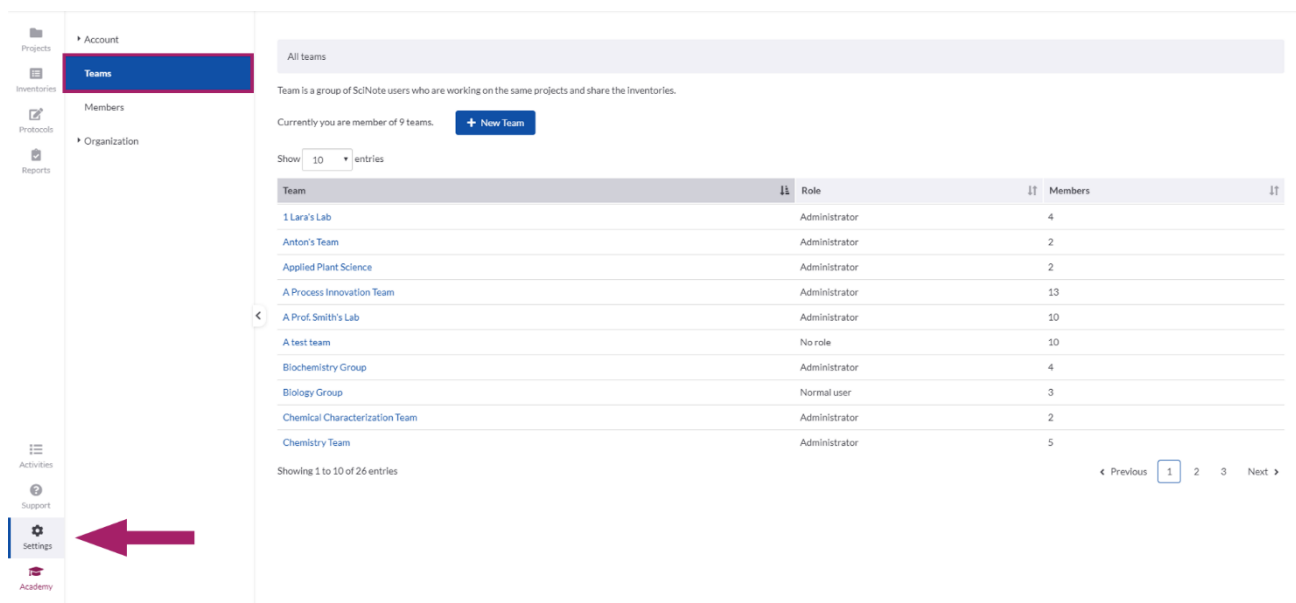 Projects
Inventories
Protocols
Reports
Activities
Support
Settings
Academy
Account
Teams
Members
Organization
All teams
Team is a group of SciNote users who are working on the same projects and share the inventories.
Currently you are member of 9 teams. + New Team
Show 10 entries
Team Role Members
1 Lara's Lab Administrator 4
Anton's Team Administrator 2
Applied Plant Science Administrator 2
A Process Innovation Team Administrator 13
A Prof. Smith's Lab Administrator 10
A test team No role 10
Biochemistry Group Administrator 4
Biology Group Normal user 3
Chemical Characterization Team Administrator 2
Chemistry Team Administrator 5
Showing 1 to 10 of 26 entries Previous 1 2 3 Next